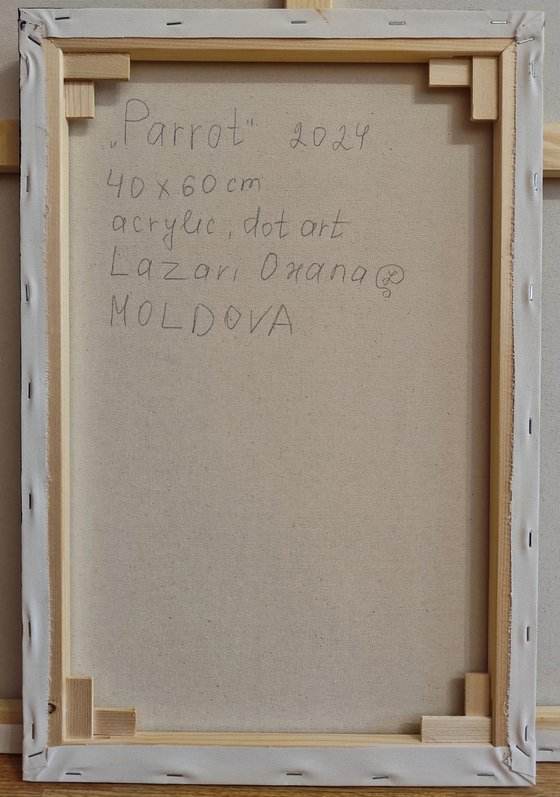 „Parrot" 2024
40 x 60 cm
acrylic, dot art
Lazari Oxana
MOLDOVA